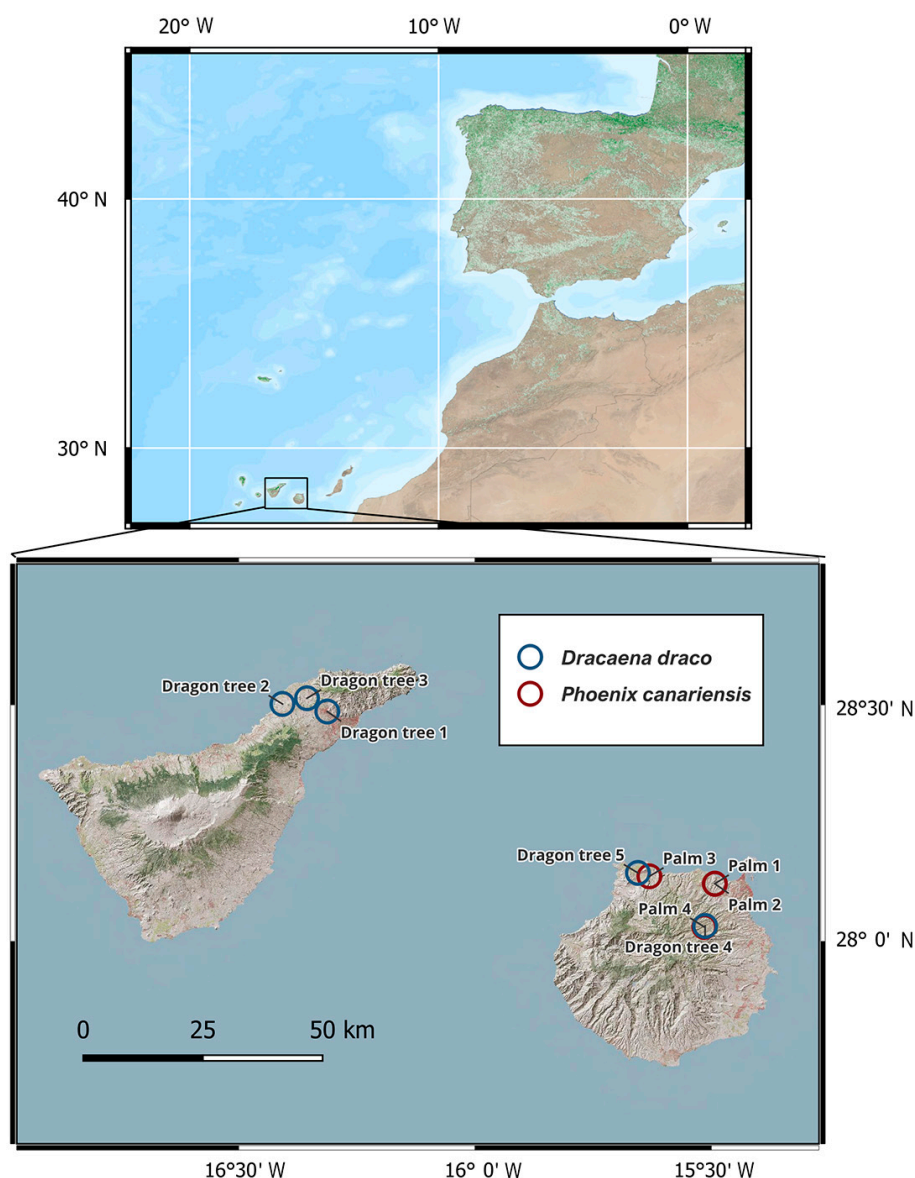 20° W 10° W 0° W
40° N
30° N
Dracaena draco
Phoenix canariensis
Dragon tree 2
Dragon tree 3
Dragon tree 1
28°30' N
Dragon tree 5
Palm 3
Palm 1
Palm 4
Palm 2
Dragon tree 4
28° 0' N
0 25 50 km
16°30' W 16° 0' W 15°30' W